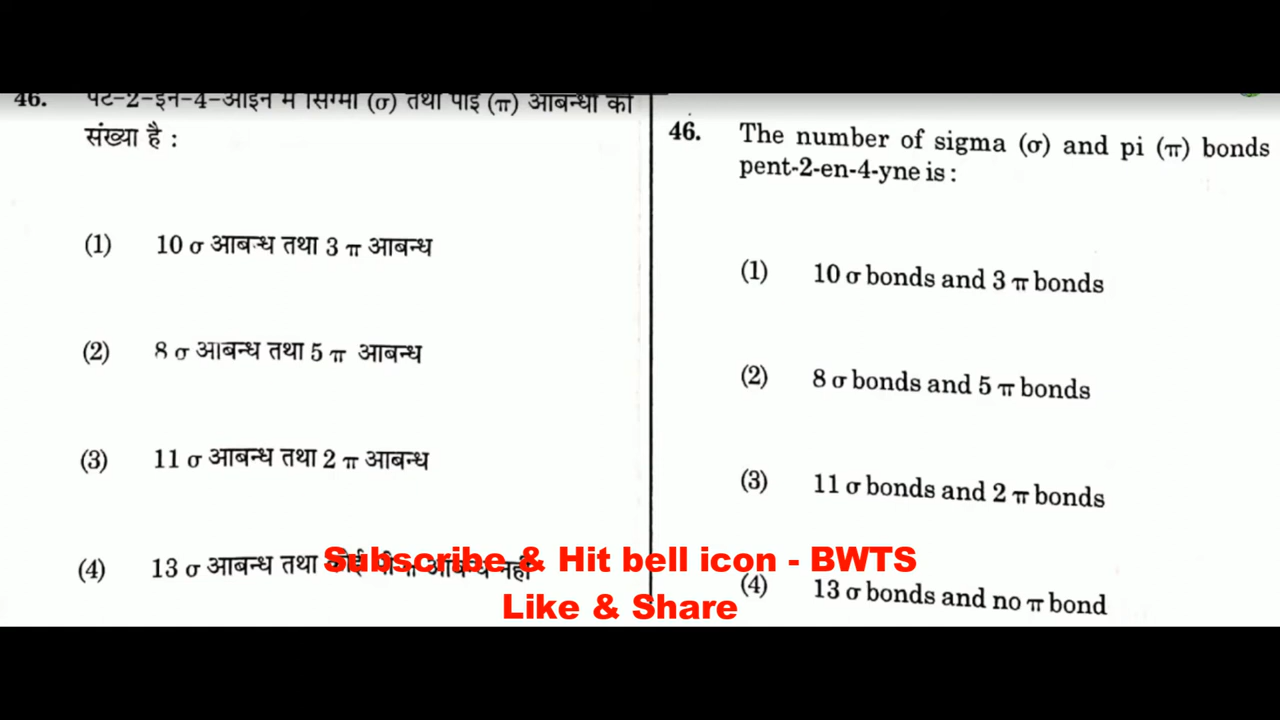 46. पेंट-2-इन-4-आइन में सिग्मा (σ) तथा पाई (π) आबन्धों की
संख्या है :
(1) 10 σ आबन्ध तथा 3 π आबन्ध
(2) 8 σ आबन्ध तथा 5 π आबन्ध
(3) 11 σ आबन्ध तथा 2 π आबन्ध
(4) 13 σ आबन्ध तथा कोई π आबन्ध नहीं
46. The number of sigma (σ) and pi (π) bonds
pent-2-en-4-yne is :
(1) 10 σ bonds and 3 π bonds
(2) 8 σ bonds and 5 π bonds
(3) 11 σ bonds and 2 π bonds
(4) 13 σ bonds and no π bond
Subscribe & Hit bell icon - BWTS
Like & Share